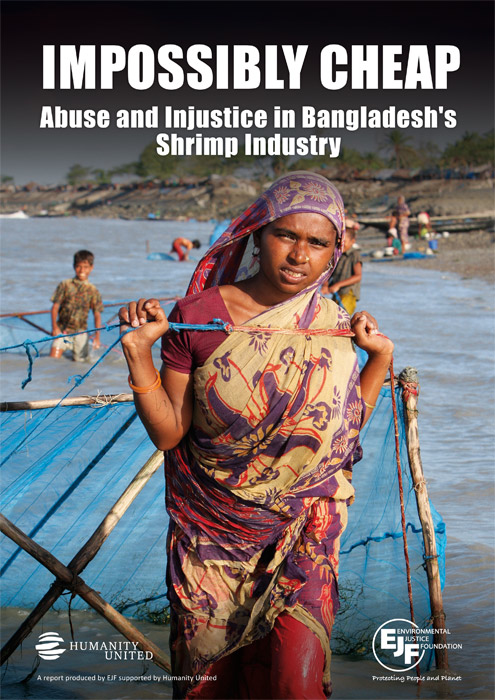 IMPOSSIBLY CHEAP
Abuse and Injustice in Bangladesh's
Shrimp Industry
HUMANITY
UNITED
A report produced by EJF supported by Humanity United
EJF
ENVIRONMENTAL
JUSTICE
FOUNDATION
Protecting People and Planet